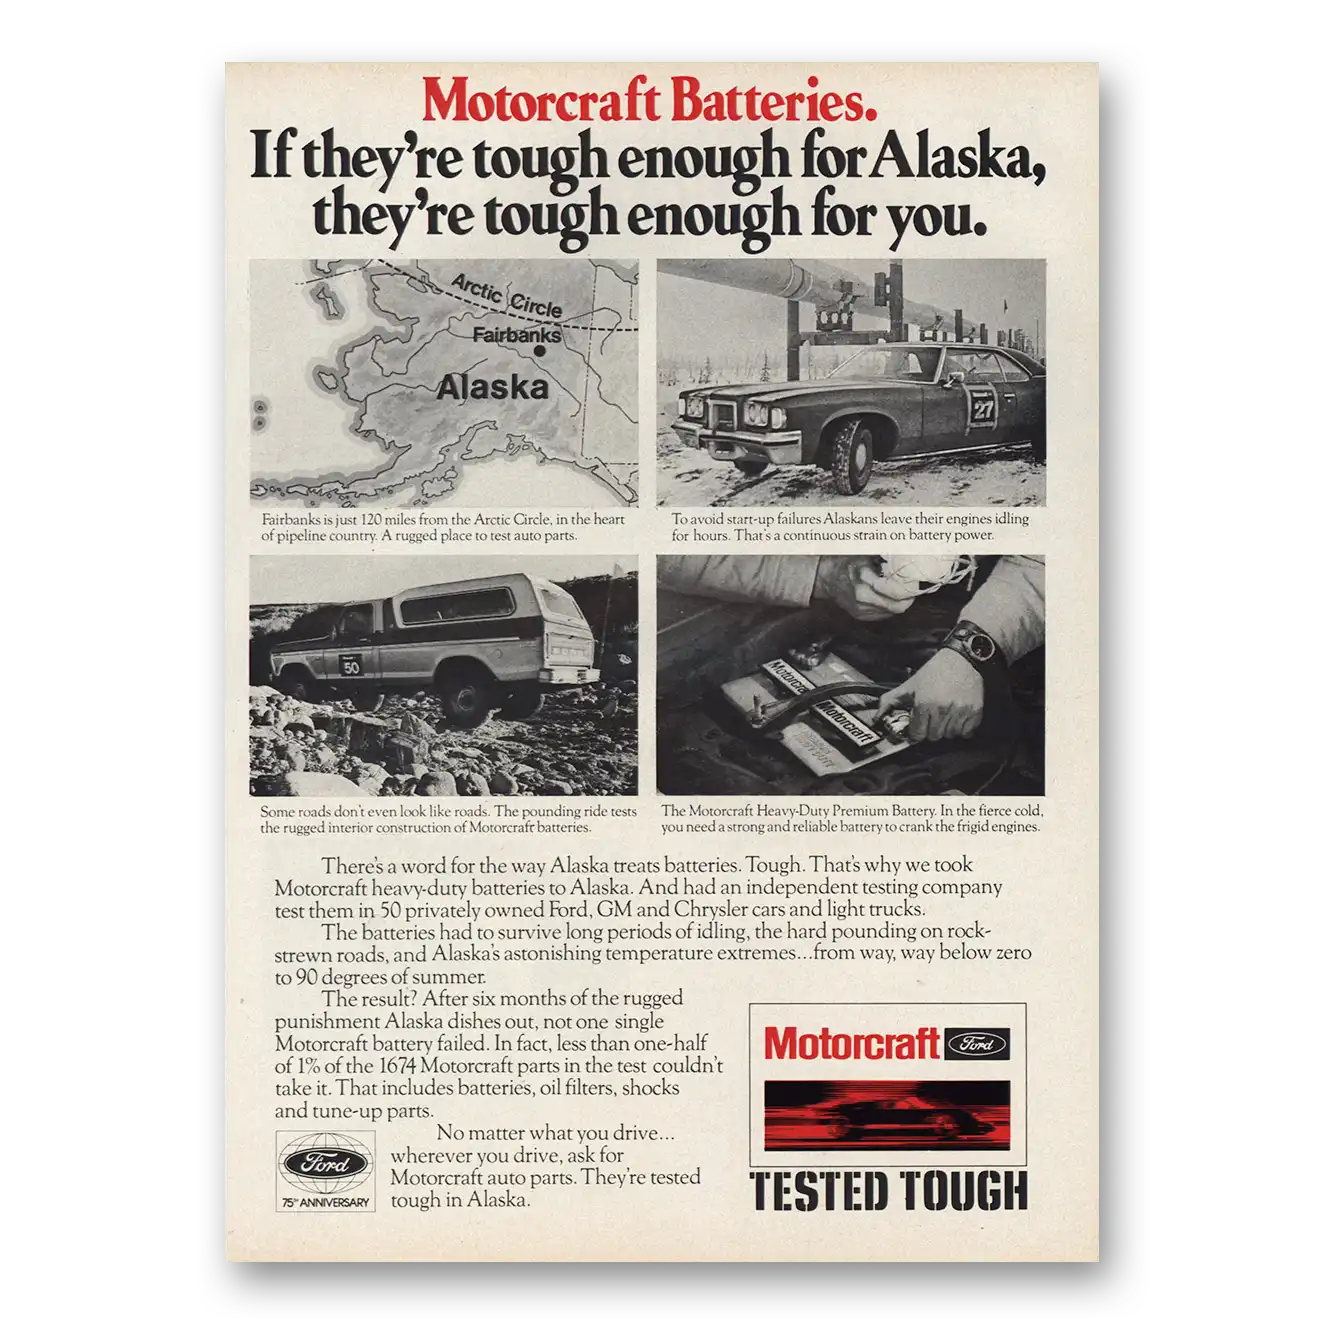 Motorcraft Batteries.
If they're tough enough for Alaska,
they're tough enough for you.
Arctic Circle
Fairbanks
Alaska
27
Fairbanks is just 120 miles from the Arctic Circle, in the heart
of pipeline country. A rugged place to test auto parts.
To avoid start-up failures Alaskans leave their engines idling
for hours. That's a continuous strain on battery power.
50
Motorcraft
Motorcraft
HEAVY DUTY
Some roads don't even look like roads. The pounding ride tests
the rugged interior construction of Motorcraft batteries.
The Motorcraft Heavy-Duty Premium Battery. In the fierce cold,
you need a strong and reliable battery to crank the frigid engines.
There's a word for the way Alaska treats batteries. Tough. That's why we took
Motorcraft heavy-duty batteries to Alaska. And had an independent testing company
test them in 50 privately owned Ford, GM and Chrysler cars and light trucks.
The batteries had to survive long periods of idling, the hard pounding on rock-
strewn roads, and Alaska's astonishing temperature extremes...from way, way below zero
to 90 degrees of summer.
The result? After six months of the rugged
punishment Alaska dishes out, not one single
Motorcraft battery failed. In fact, less than one-half
of 1% of the 1674 Motorcraft parts in the test couldn't
take it. That includes batteries, oil filters, shocks
and tune-up parts.
No matter what you drive...
wherever you drive, ask for
Motorcraft auto parts. They're tested
tough in Alaska.
Ford
75TH ANNIVERSARY
Motorcraft Ford
TESTED TOUGH